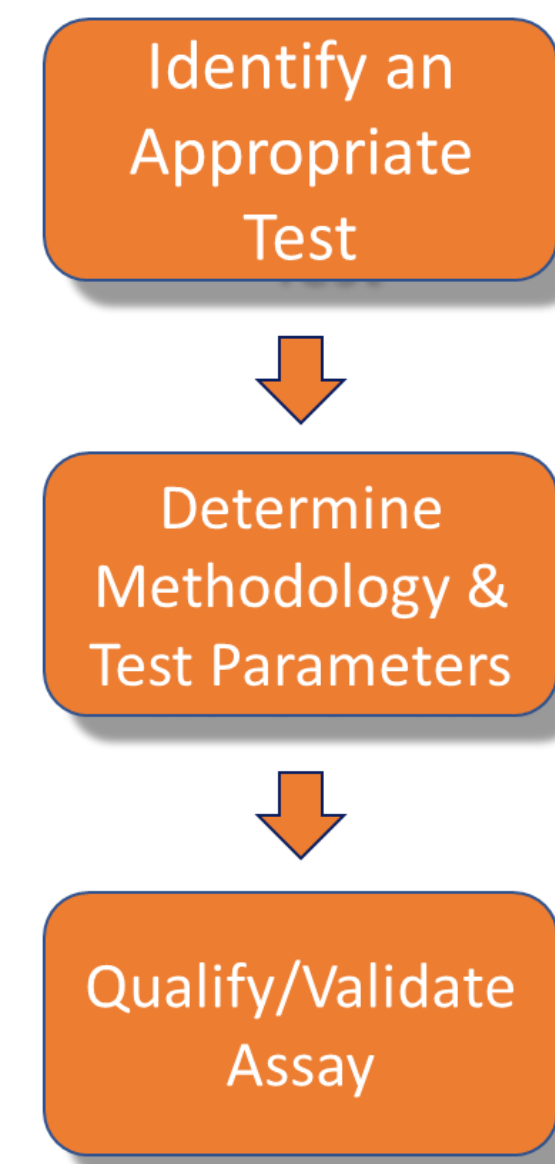 Identify an
Appropriate
Test
Determine
Methodology &
Test Parameters
Qualify/Validate
Assay